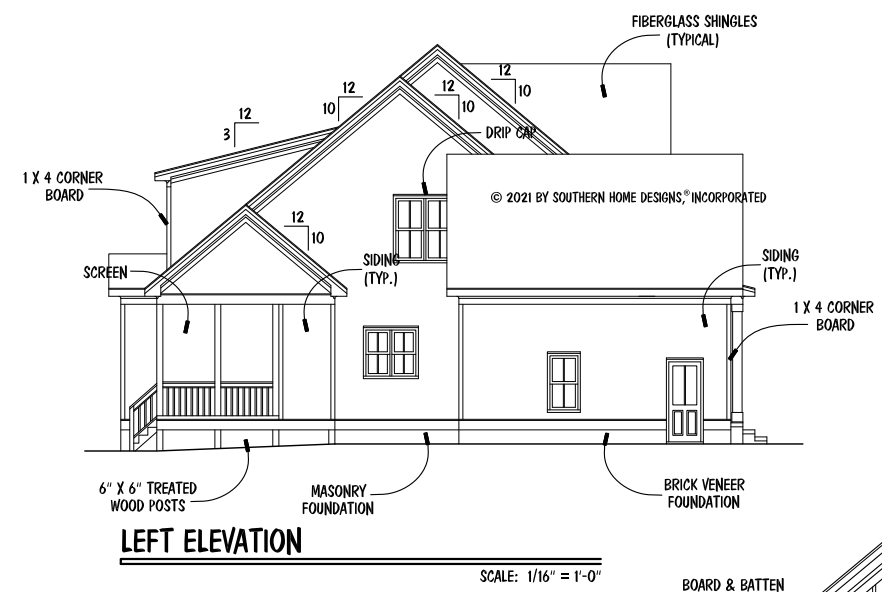 FIBERGLASS SHINGLES
(TYPICAL)
12
10
12
10
12
10
12
3
DRIP CAP
1 X 4 CORNER
BOARD
© 2021 BY SOUTHERN HOME DESIGNS,® INCORPORATED
12
10
SCREEN
SIDING
(TYP.)
SIDING
(TYP.)
1 X 4 CORNER
BOARD
6" X 6" TREATED
WOOD POSTS
MASONRY
FOUNDATION
BRICK VENEER
FOUNDATION
LEFT ELEVATION
SCALE: 1/16" = 1'-0"
BOARD & BATTEN